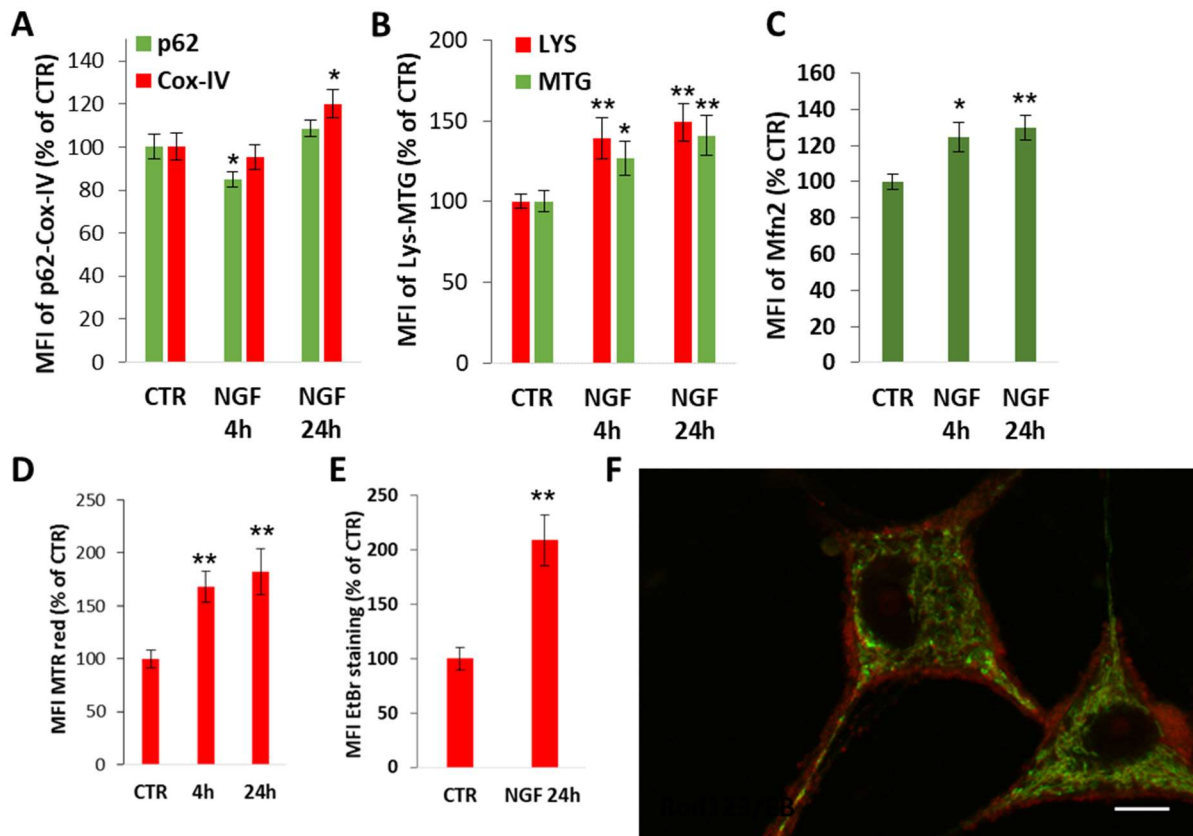 A
MFI of p62-Cox-IV (% of CTR)
140
120
100
80
60
40
20
0
p62
Cox-IV
*
*
CTR
NGF
4h
NGF
24h
B
MFI of Lys-MTG (% of CTR)
200
150
100
50
0
LYS
MTG
**
*
**
**
CTR
NGF
4h
NGF
24h
C
MFI of Mfn2 (% CTR)
160
140
120
100
80
60
40
20
0
*
**
CTR
NGF
4h
NGF
24h
D
MFI MTR red (% of CTR)
250
200
150
100
50
0
**
**
CTR
4h
24h
E
MFI EtBr staining (% of CTR)
250
200
150
100
50
0
**
CTR
NGF 24h
F